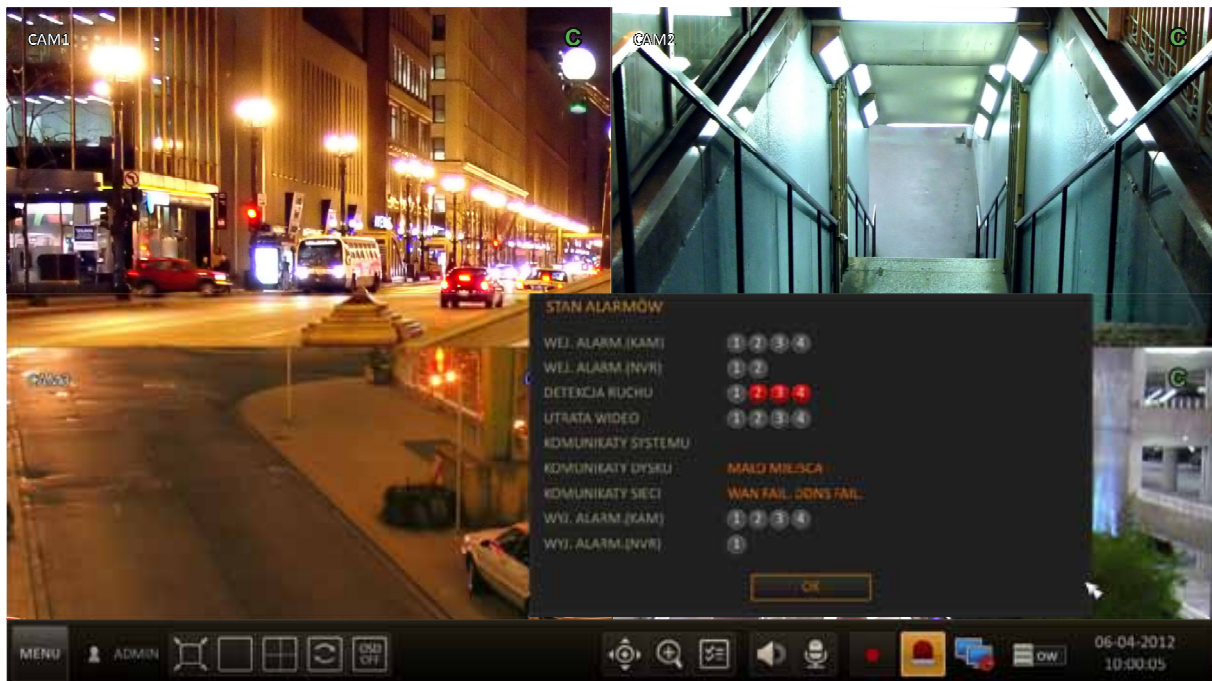 CAM1
C
CAM2
C
CAM3
C
STAN ALARMÓW
WEJ. ALARM.(KAM) 1 2 3 4
WEJ. ALARM.(NVR) 1 2
DETEKCJA RUCHU 1 2 3 4
UTRATA WIDEO 1 2 3 4
KOMUNIKATY SYSTEMU
KOMUNIKATY DYSKU MAŁO MIEJSCA
KOMUNIKATY SIECI WAN FAIL. DDNS FAIL.
WYJ. ALARM.(KAM) 1 2 3 4
WYJ. ALARM.(NVR) 1
OK
MENU ADMIN OSD OFF OW 06-04-2012
10:00:05